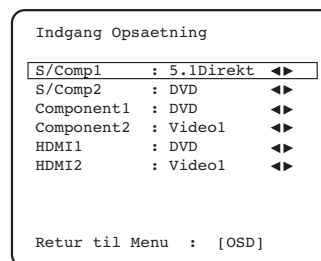 Indgang Opsaetning
S/Comp1 : 5.1Direkt ◄►
S/Comp2 : DVD ◄►
Component1 : DVD ◄►
Component2 : Video1 ◄►
HDMI1 : DVD ◄►
HDMI2 : Video1 ◄►
Retur til Menu : [OSD]